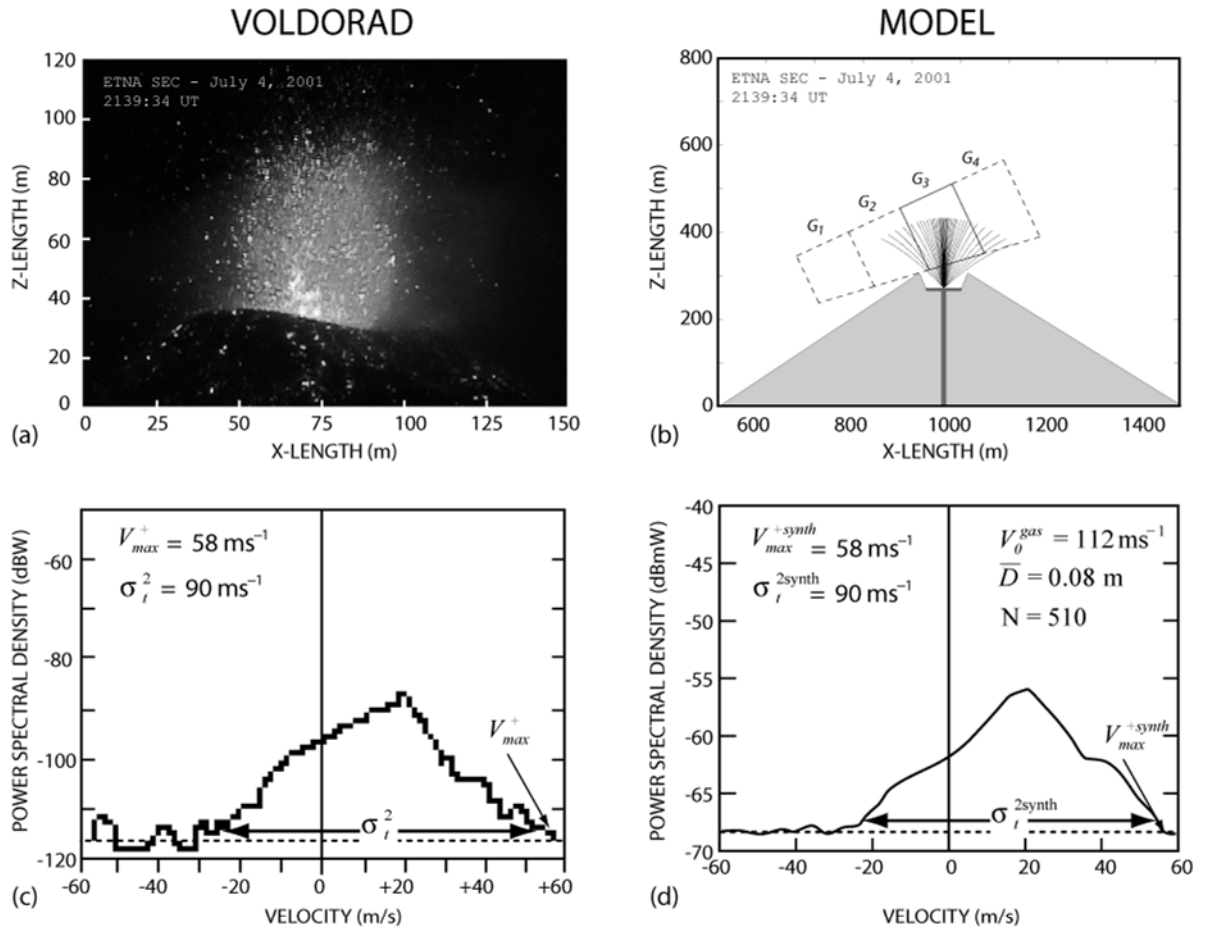 VOLDORAD
MODEL
ETNA SEC - July 4, 2001
2139:34 UT
Z-LENGTH (m)
120
100
80
60
40
20
0
0 25 50 75 100 125 150
X-LENGTH (m)
(a)
ETNA SEC - July 4, 2001
2139:34 UT
Z-LENGTH (m)
800
600
400
200
0
G1
G2
G3
G4
600 800 1000 1200 1400
X-LENGTH (m)
(b)
POWER SPECTRAL DENSITY (dBW)
-60
-80
-100
-120
V+max = 58 ms−1
σt2 = 90 ms−1
V+max
σt2
-60 -40 -20 0 +20 +40 +60
VELOCITY (m/s)
(c)
POWER SPECTRAL DENSITY (dBmW)
-40
-45
-50
-55
-60
-65
-70
V+synthmax = 58 ms−1
σt2synth = 90 ms−1
V0gas = 112 ms−1
D̅ = 0.08 m
N = 510
V+synthmax
σt2synth
-60 -40 -20 0 20 40 60
VELOCITY (m/s)
(d)